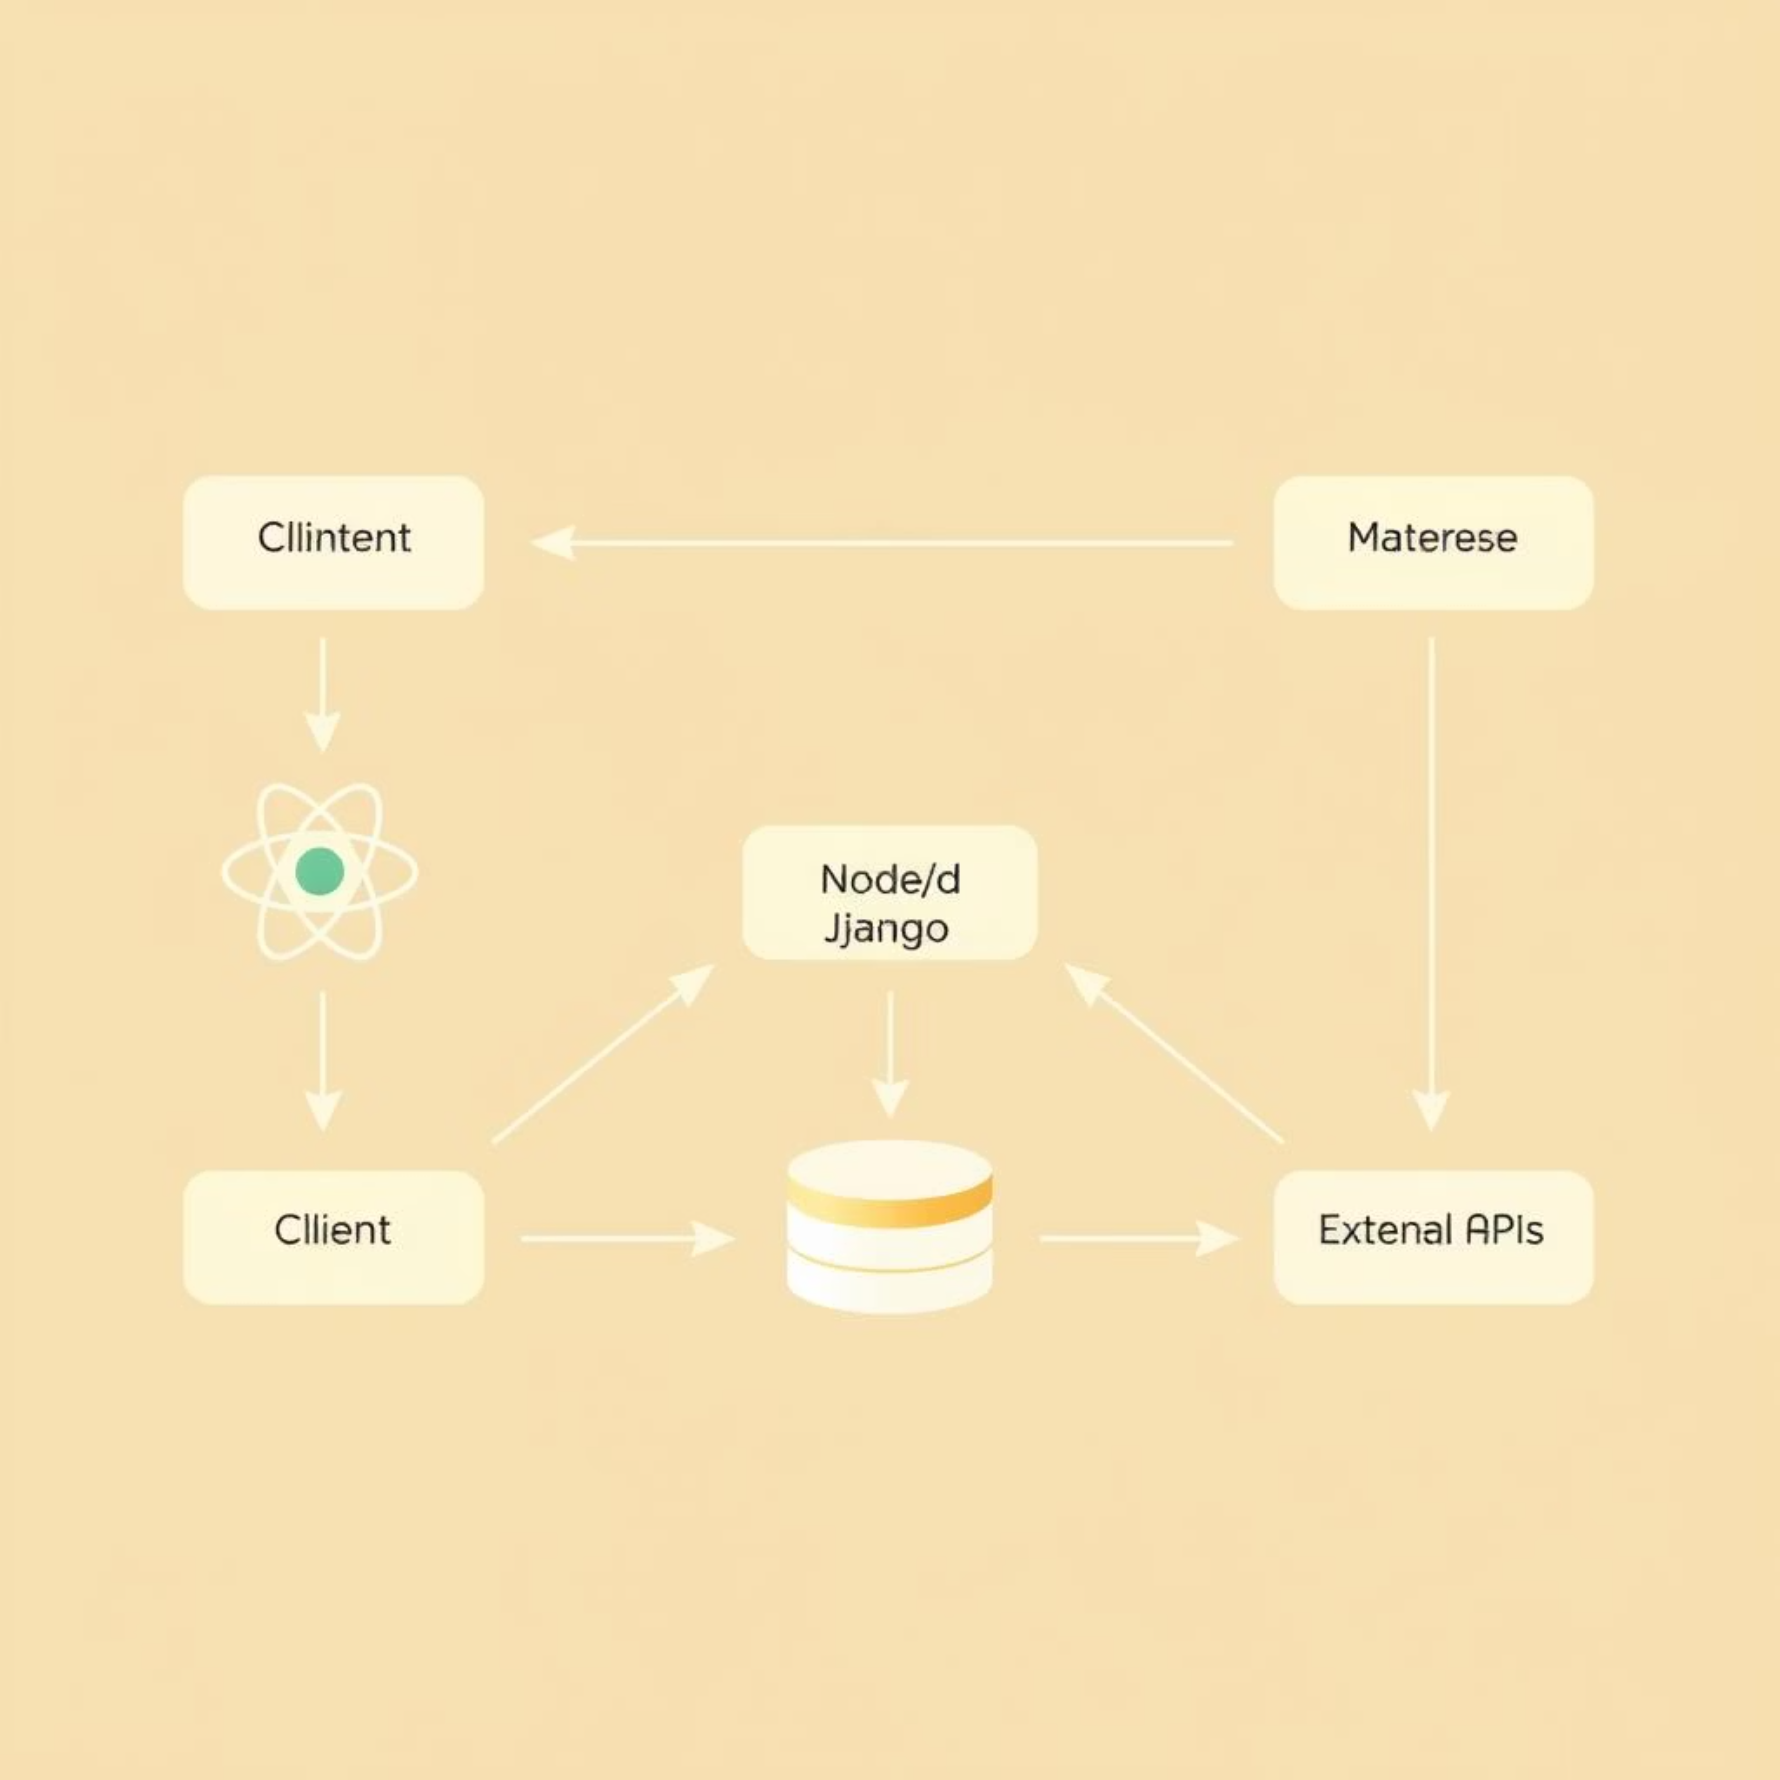 Cllintent
Materese
Node/d
Jjango
Cllient
Extenal APIs